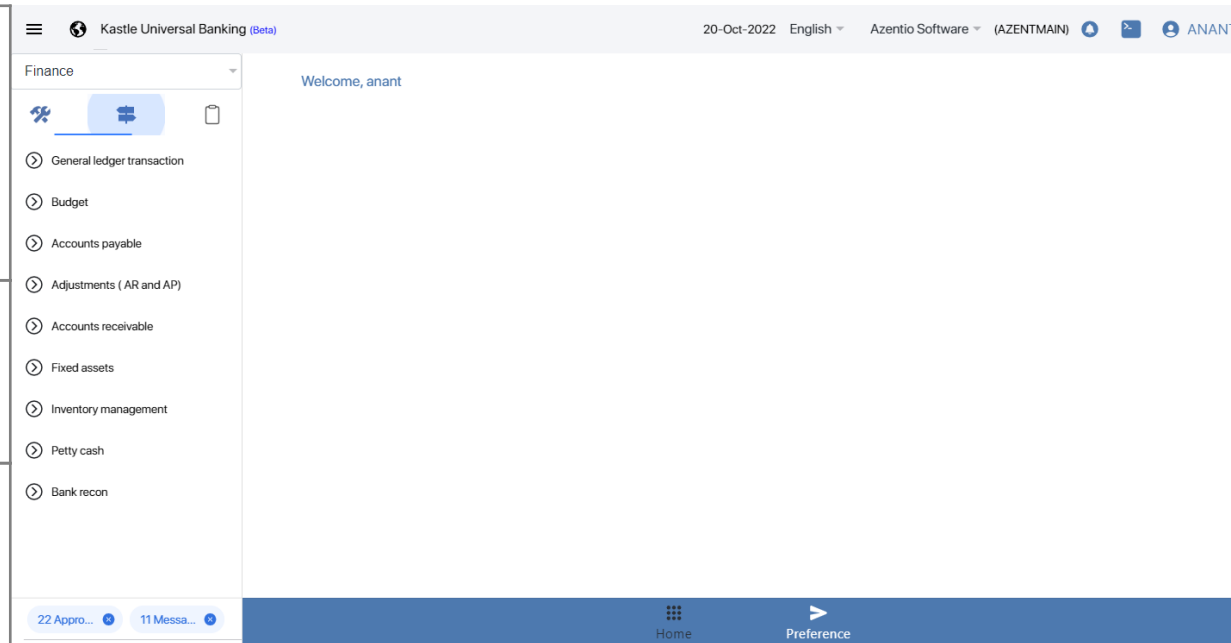 Kastle Universal Banking (Beta)
20-Oct-2022 English Azentio Software (AZENTMAIN) ANANT
Finance
Welcome, anant
General ledger transaction
Budget
Accounts payable
Adjustments ( AR and AP)
Accounts receivable
Fixed assets
Inventory management
Petty cash
Bank recon
22 Appro... 11 Messa...
Home Preference